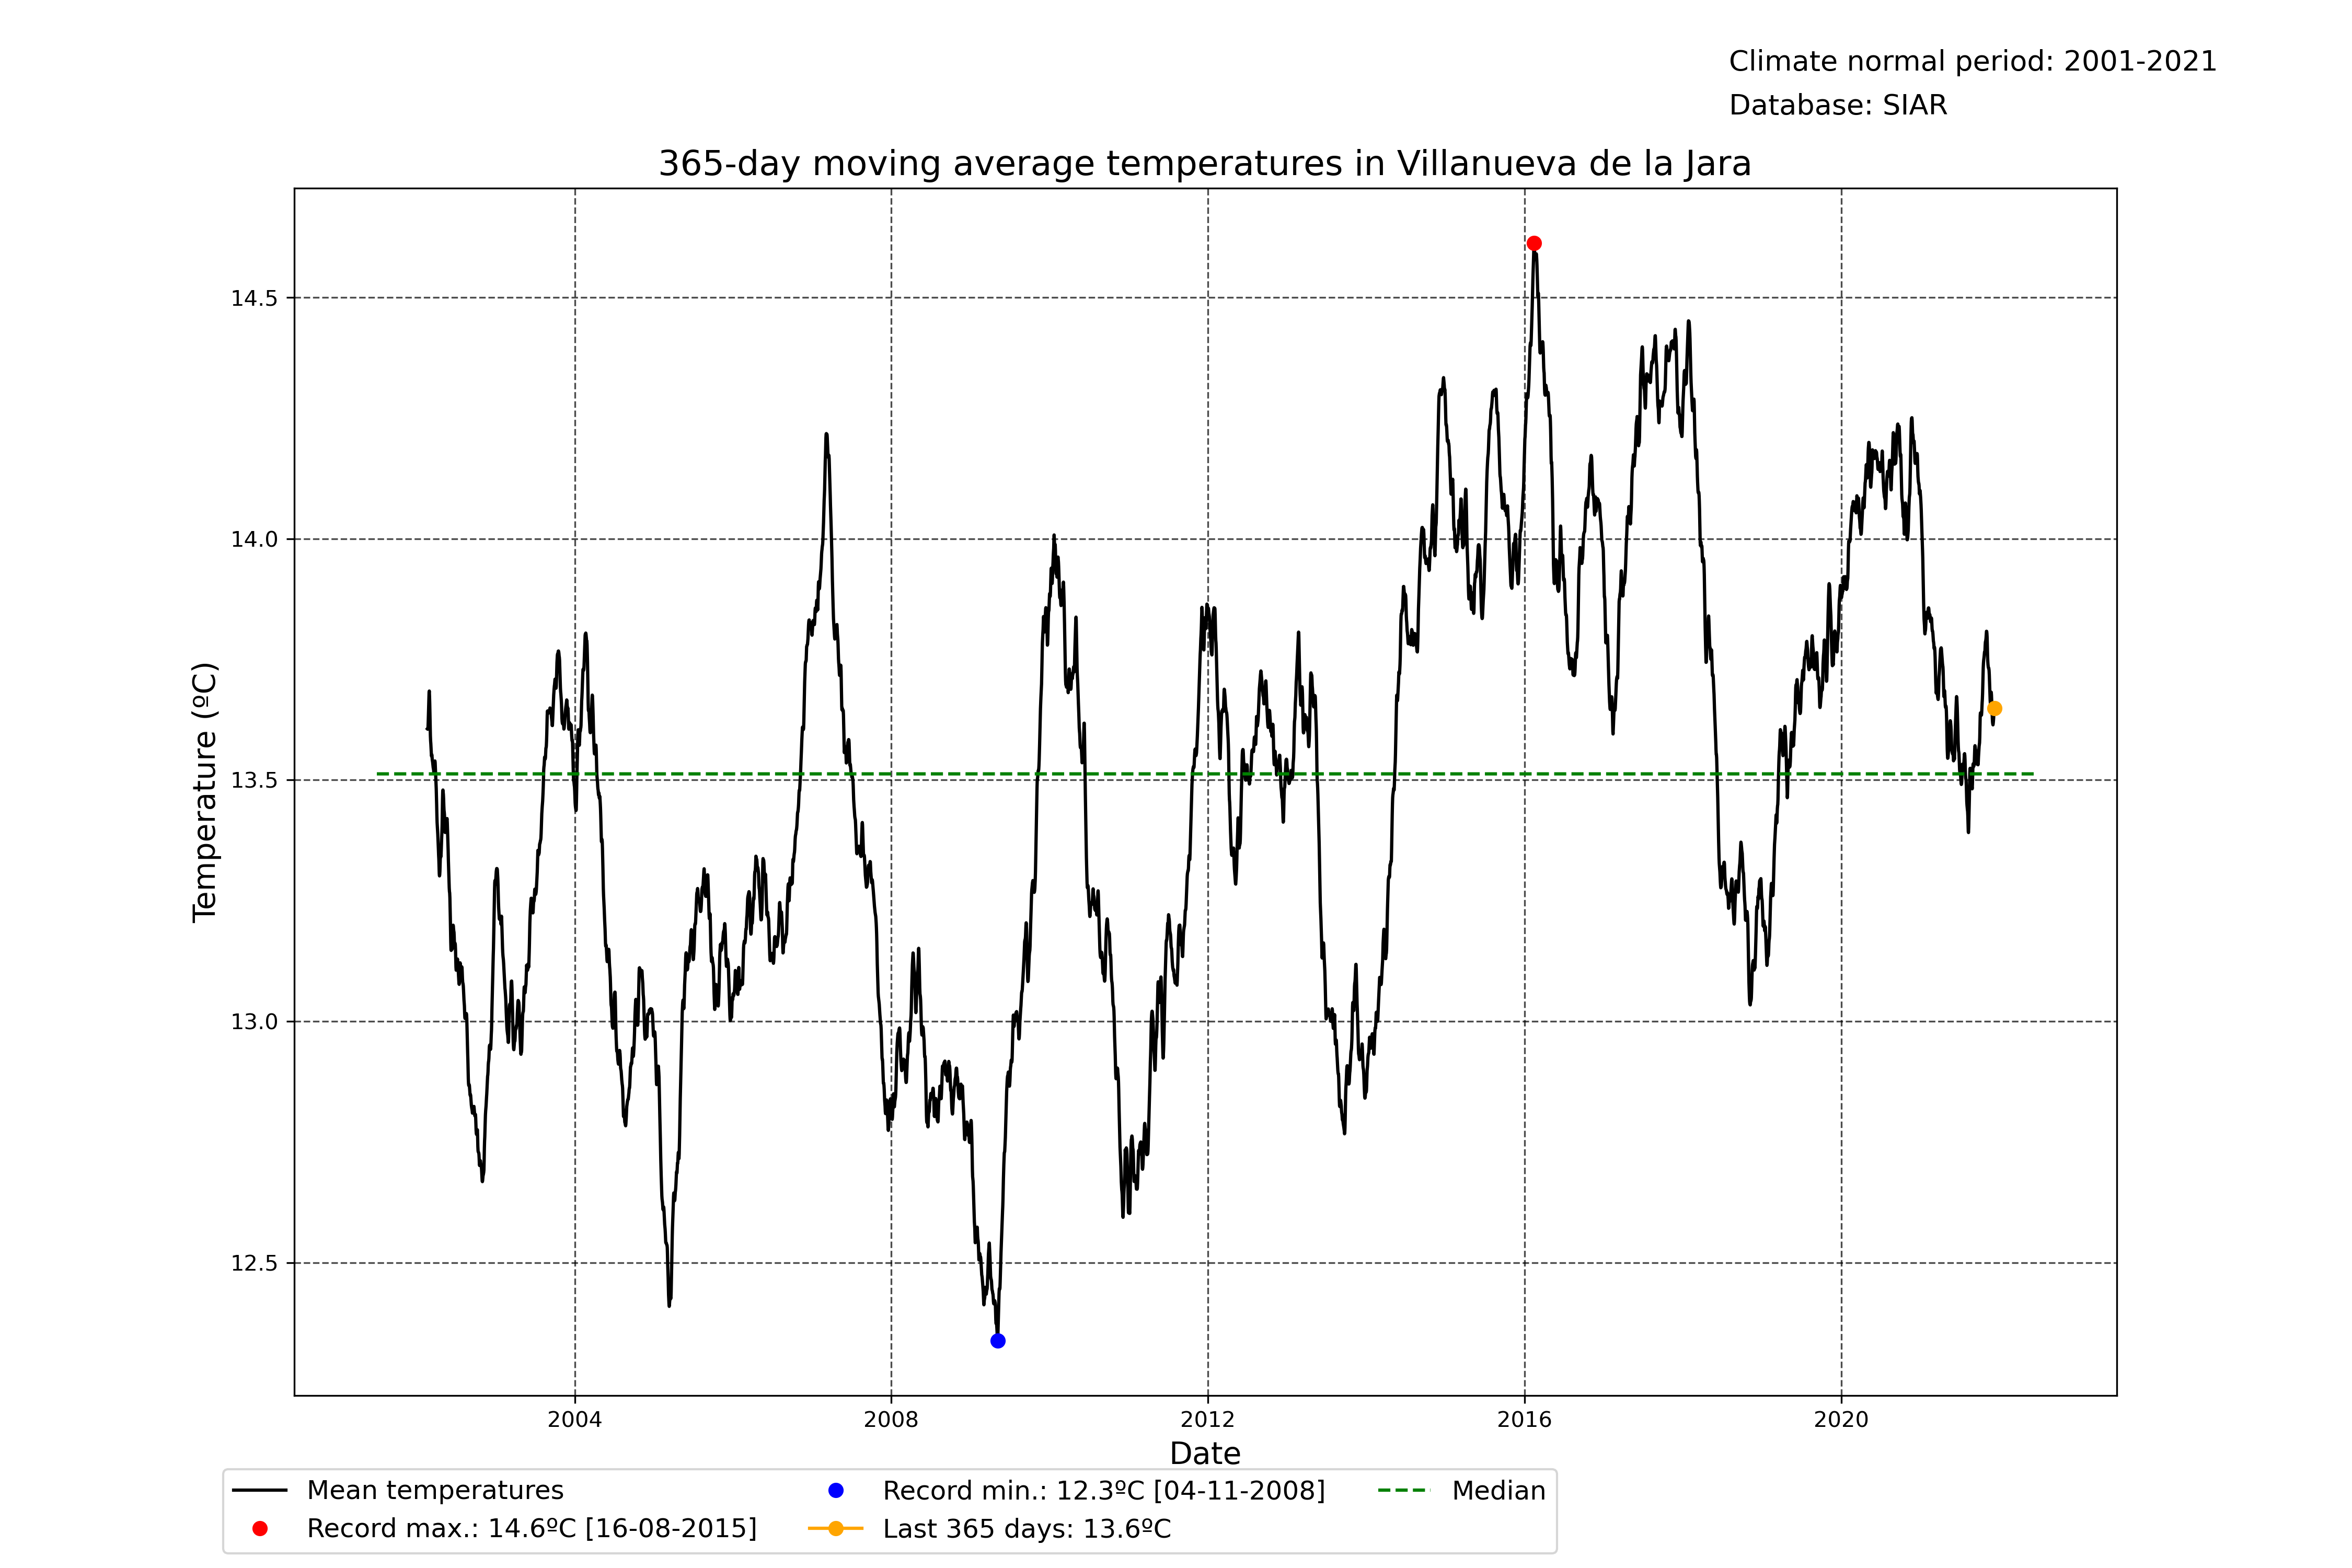 Climate normal period: 2001-2021
Database: SIAR
365-day moving average temperatures in Villanueva de la Jara
Temperature (ºC)
14.5
14.0
13.5
13.0
12.5
2004 2008 2012 2016 2020
Date
Mean temperatures
Record max.: 14.6ºC [16-08-2015]
Record min.: 12.3ºC [04-11-2008]
Last 365 days: 13.6ºC
Median